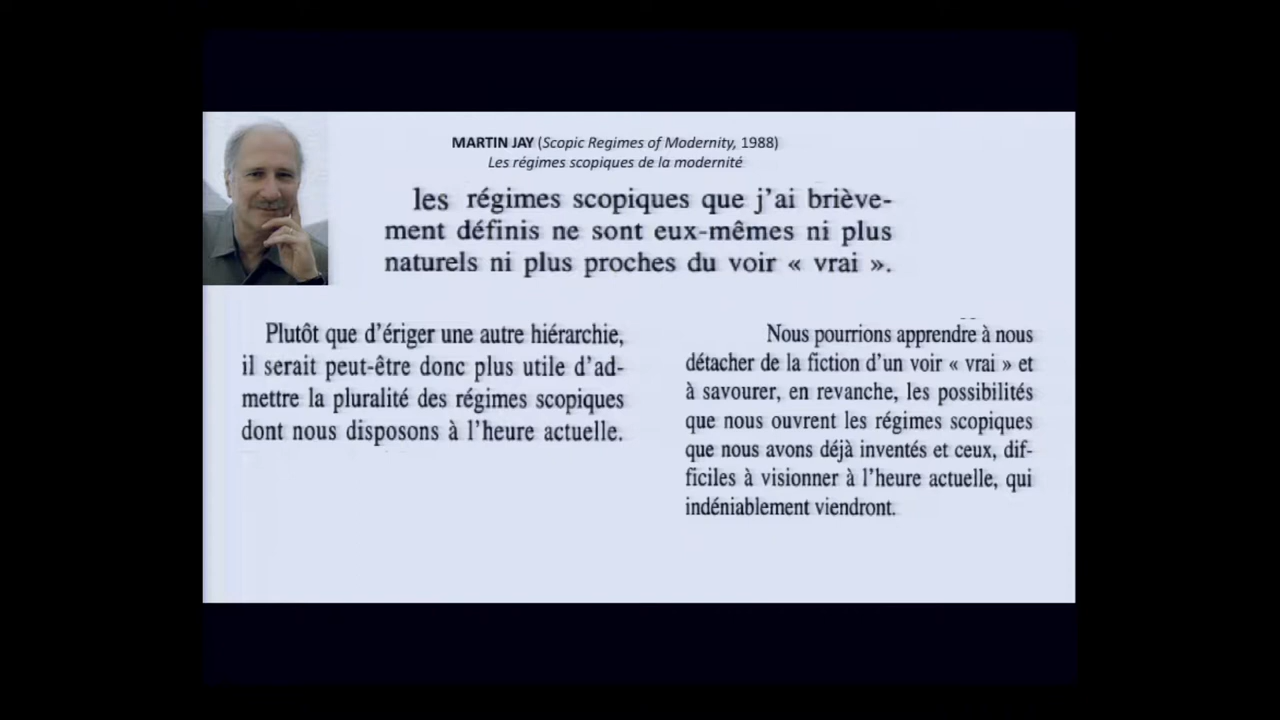 MARTIN JAY (Scopic Regimes of Modernity, 1988)
Les régimes scopiques de la modernité
les régimes scopiques que j'ai briève-
ment définis ne sont eux-mêmes ni plus
naturels ni plus proches du voir « vrai ».
Plutôt que d'ériger une autre hiérarchie,
il serait peut-être donc plus utile d'ad-
mettre la pluralité des régimes scopiques
dont nous disposons à l'heure actuelle.
Nous pourrions apprendre à nous
détacher de la fiction d'un voir « vrai » et
à savourer, en revanche, les possibilités
que nous ouvrent les régimes scopiques
que nous avons déjà inventés et ceux, dif-
ficiles à visionner à l'heure actuelle, qui
indéniablement viendront.